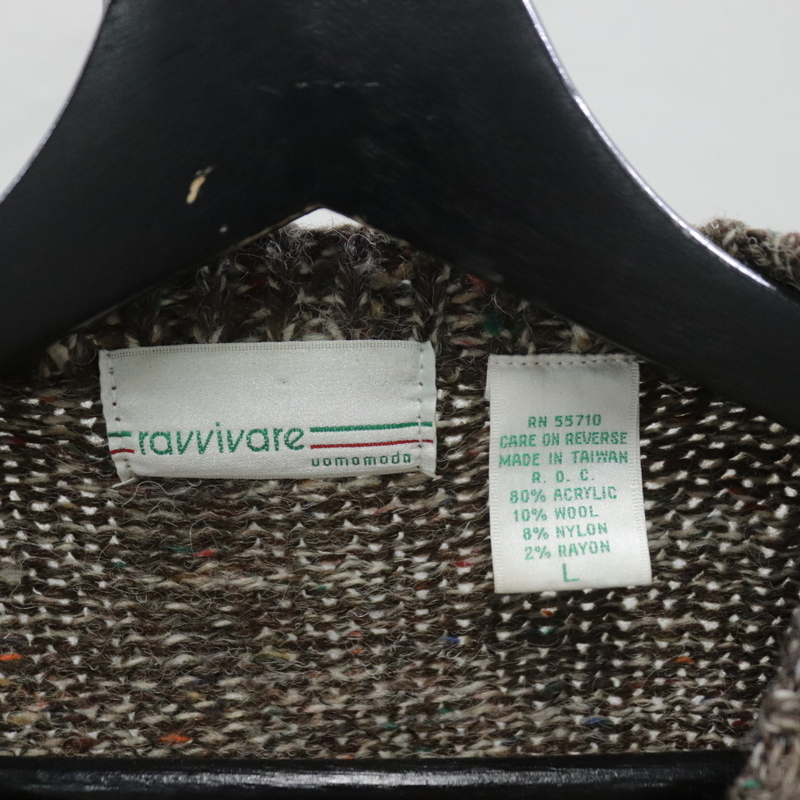 ravvivare
uomomoda
RN 55710
CARE ON REVERSE
MADE IN TAIWAN
R. O. C.
80% ACRYLIC
10% WOOL
8% NYLON
2% RAYON
L